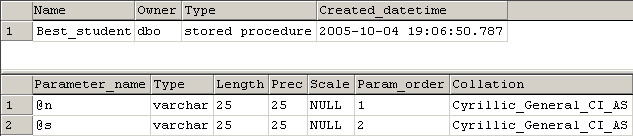 Name Owner Type Created_datetime
1 Best_student dbo stored procedure 2005-10-04 19:06:50.787
Parameter_name Type Length Prec Scale Param_order Collation
1 @n varchar 25 25 NULL 1 Cyrillic_General_CI_AS
2 @s varchar 25 25 NULL 2 Cyrillic_General_CI_AS